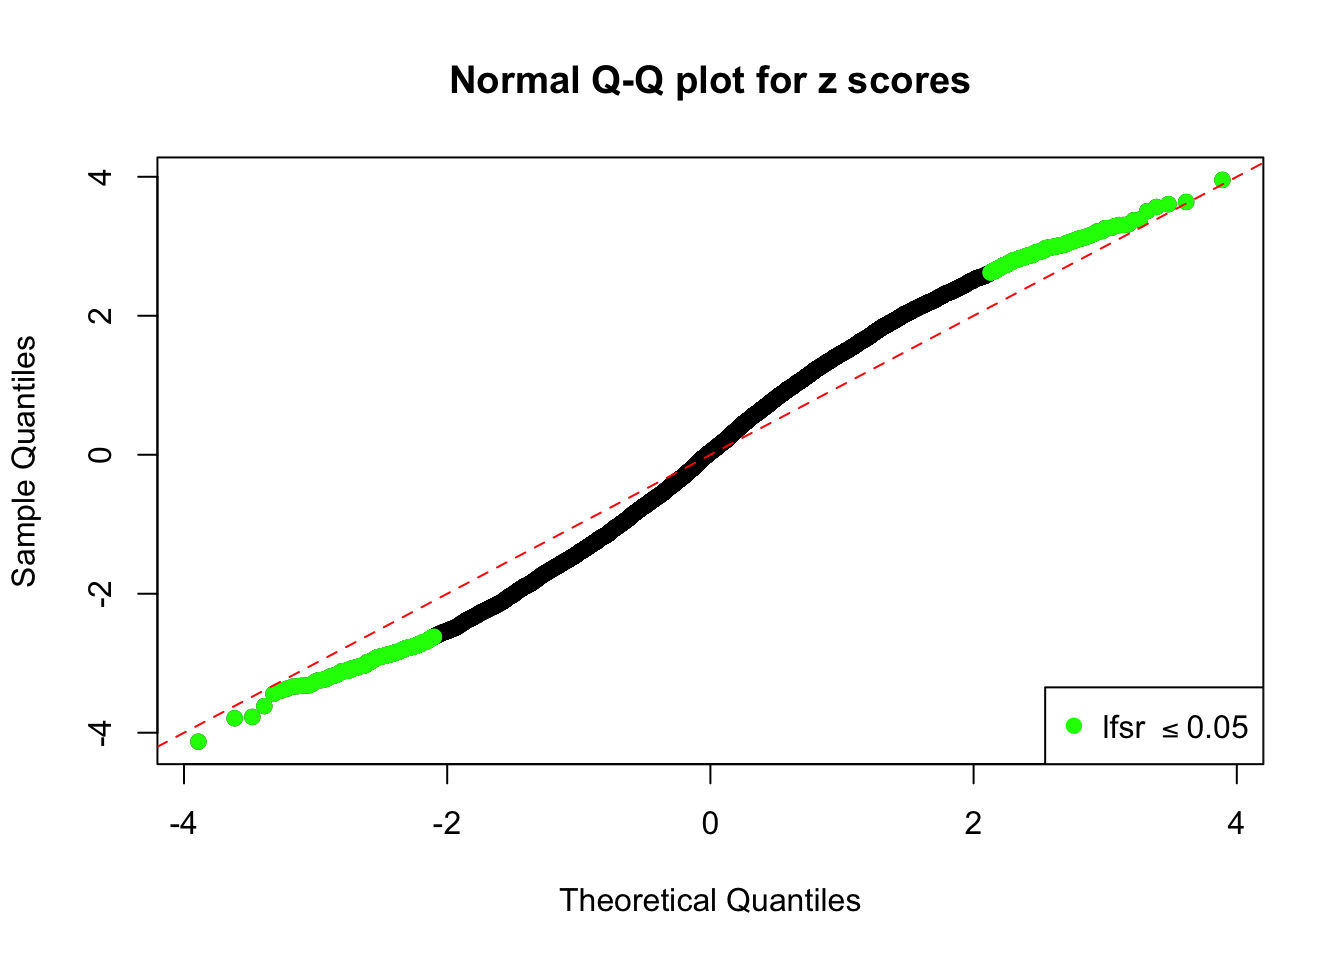 Normal Q-Q plot for z scores
Sample Quantiles
4
2
0
-2
-4
lfsr ≤ 0.05
-4 -2 0 2 4
Theoretical Quantiles